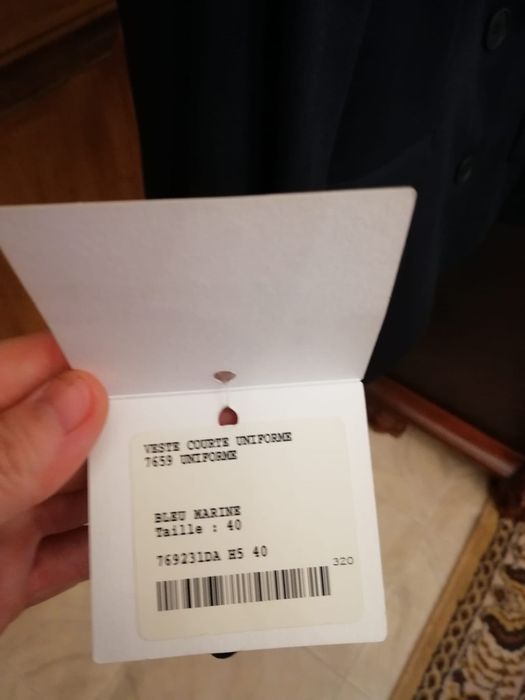 VESTE COURTE UNIFORME
7659 UNIFORME
BLEU MARINE
Taille : 40
769231DA H5 40
320